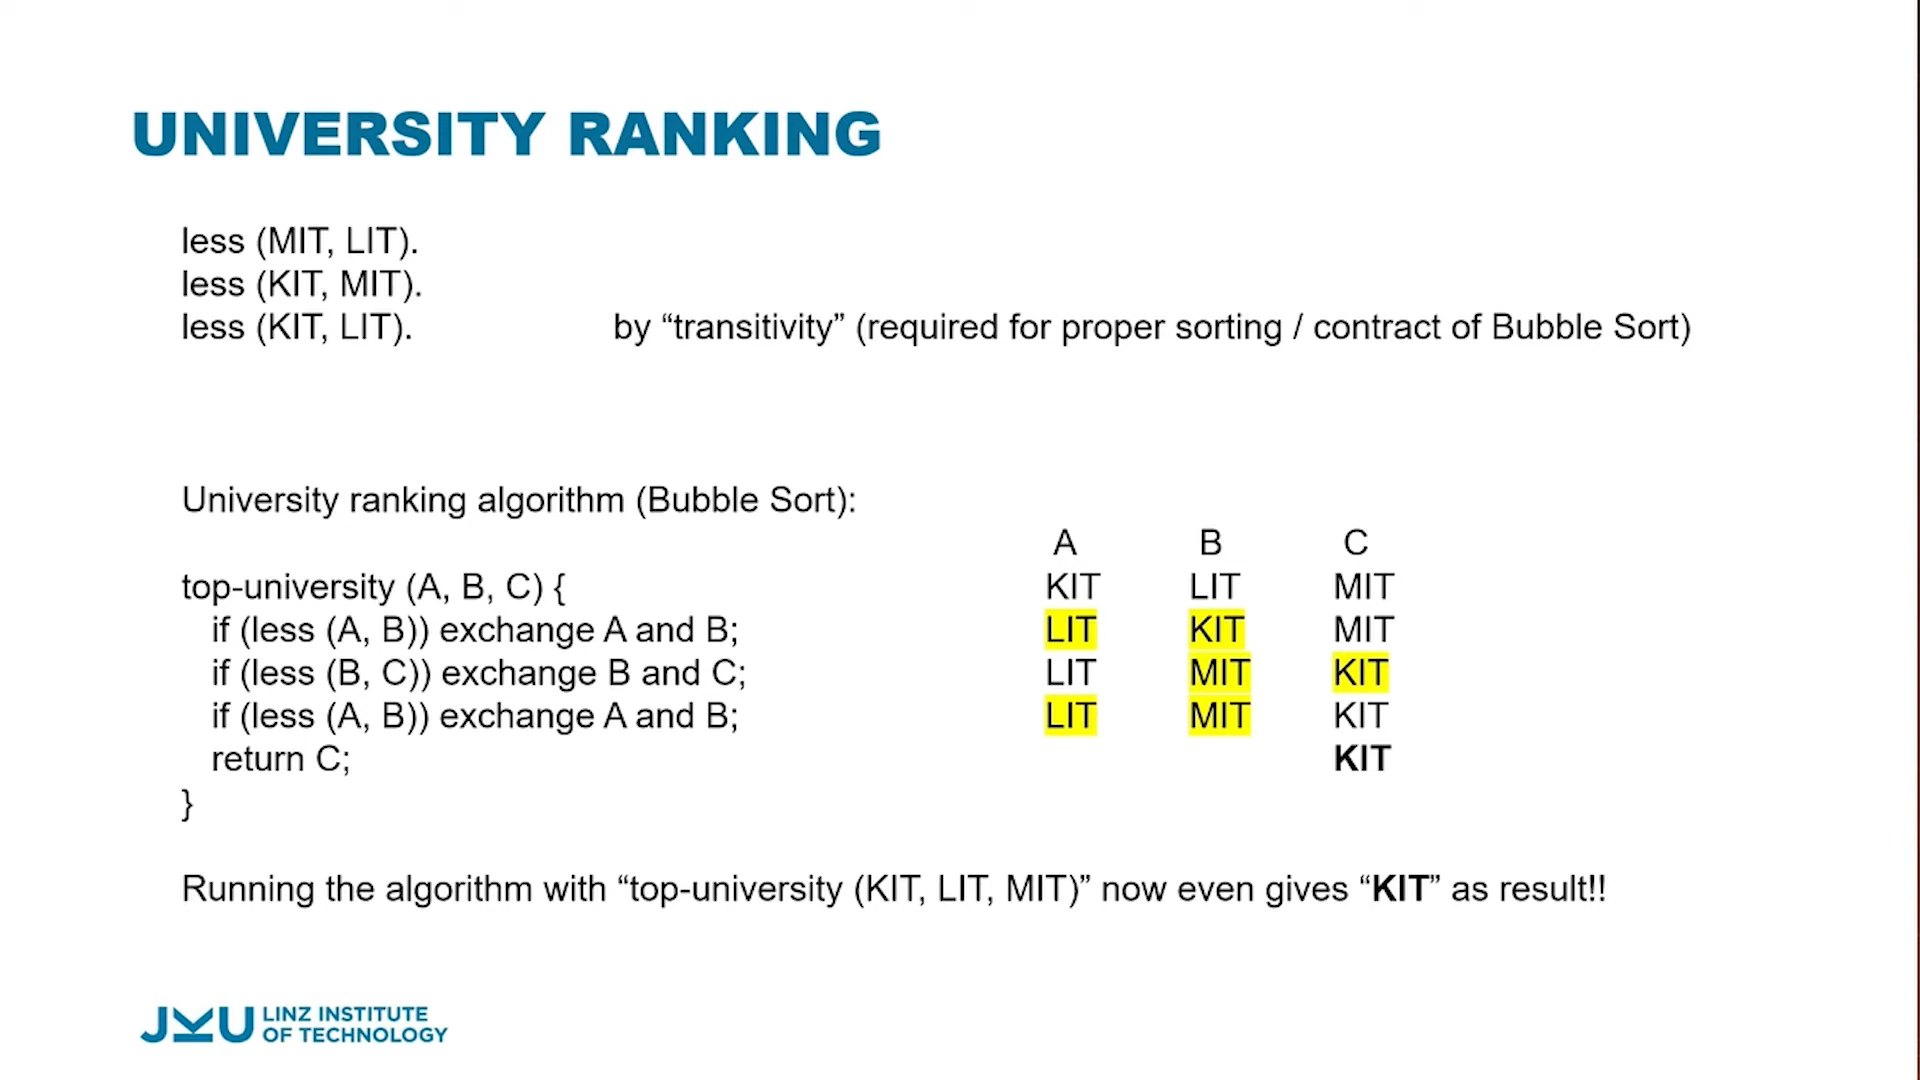 UNIVERSITY RANKING
less (MIT, LIT).
less (KIT, MIT).
less (KIT, LIT). by “transitivity” (required for proper sorting / contract of Bubble Sort)
University ranking algorithm (Bubble Sort):
A B C
top-university (A, B, C) { KIT LIT MIT
if (less (A, B)) exchange A and B; LIT KIT MIT
if (less (B, C)) exchange B and C; LIT MIT KIT
if (less (A, B)) exchange A and B; LIT MIT KIT
return C; KIT
}
Running the algorithm with “top-university (KIT, LIT, MIT)” now even gives “KIT” as result!!
JKU LINZ INSTITUTE
OF TECHNOLOGY